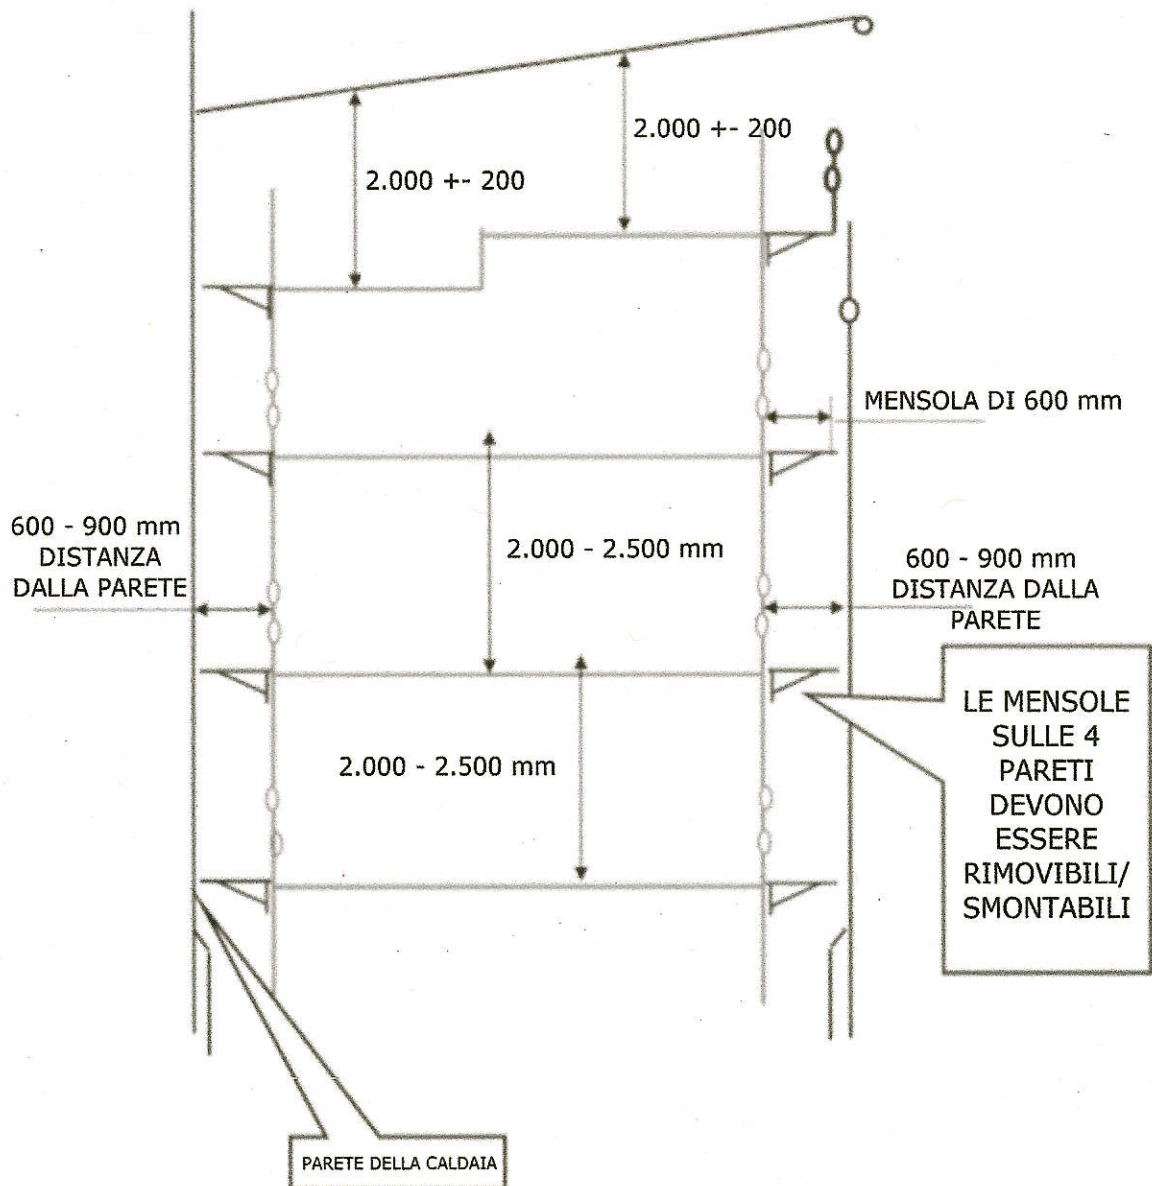 2.000 +- 200
2.000 +- 200
MENSOLA DI 600 mm
600 - 900 mm
DISTANZA
DALLA PARETE
2.000 - 2.500 mm
600 - 900 mm
DISTANZA DALLA
PARETE
2.000 - 2.500 mm
LE MENSOLE
SULLE 4
PARETI
DEVONO
ESSERE
RIMOVIBILI/
SMONTABILI
PARETE DELLA CALDAIA